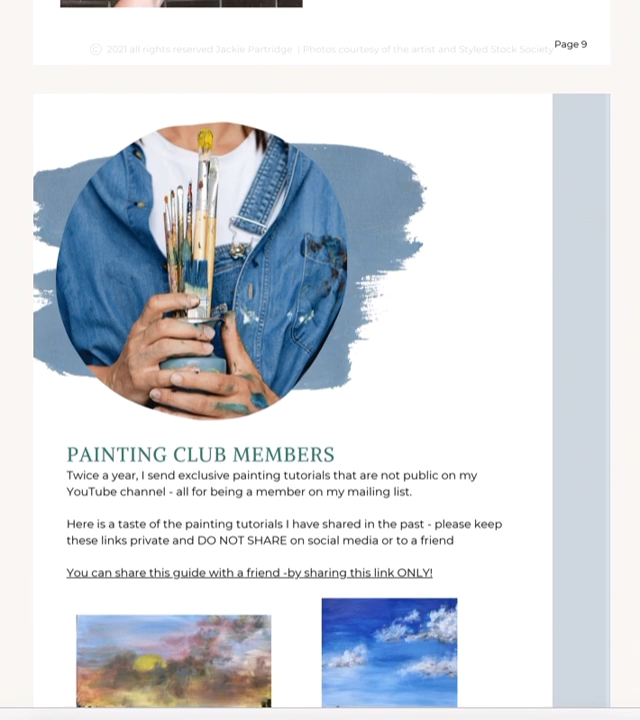 © 2021 all rights reserved Jackie Partridge | Photos courtesy of the artist and Styled Stock Society
Page 9
PAINTING CLUB MEMBERS
Twice a year, I send exclusive painting tutorials that are not public on my
YouTube channel - all for being a member on my mailing list.
Here is a taste of the painting tutorials I have shared in the past - please keep
these links private and DO NOT SHARE on social media or to a friend
You can share this guide with a friend -by sharing this link ONLY!